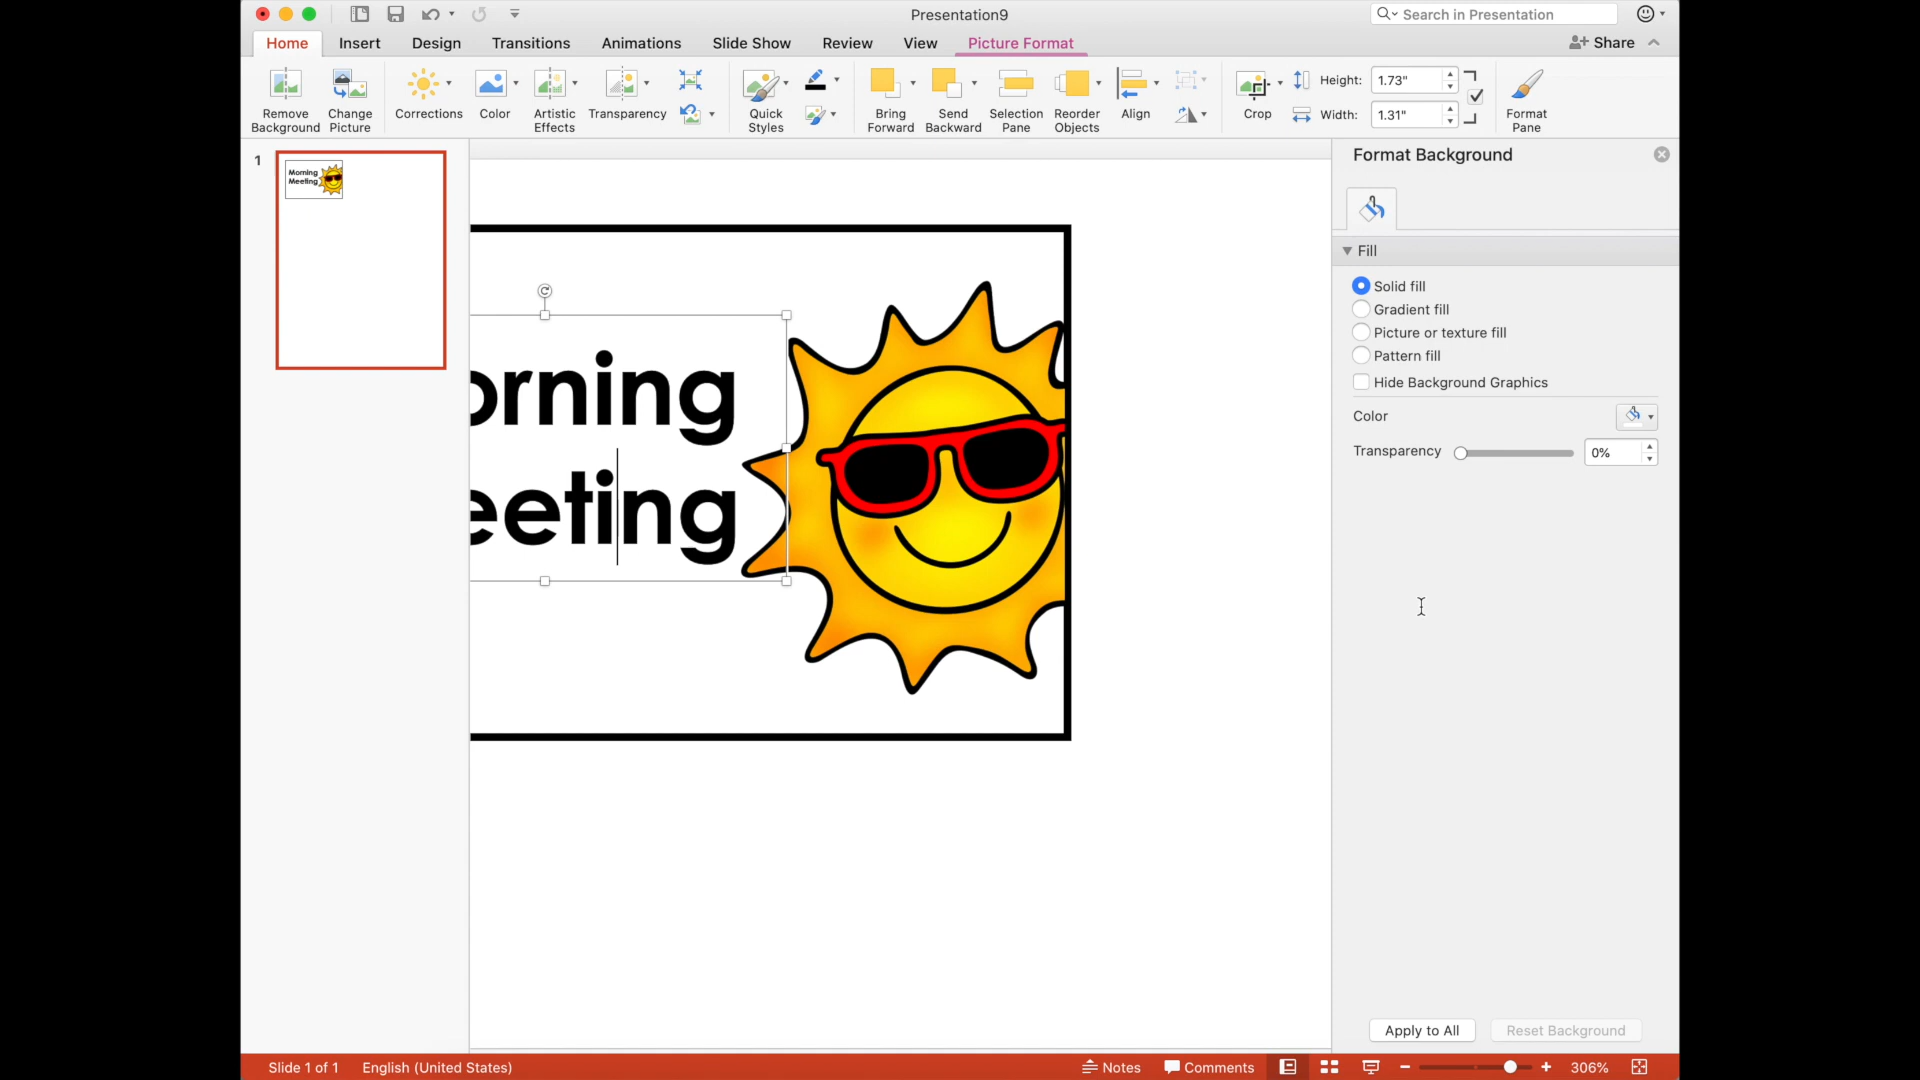 Presentation9
Search in Presentation
Home
Insert
Design
Transitions
Animations
Slide Show
Review
View
Picture Format
Share
Remove Background
Change Picture
Corrections
Color
Artistic Effects
Transparency
Quick Styles
Bring Forward
Send Backward
Selection Pane
Reorder Objects
Align
Crop
Height: 1.73"
Width: 1.31"
Format Pane
1
Morning
Meeting
orning
eeting
Format Background
Fill
Solid fill
Gradient fill
Picture or texture fill
Pattern fill
Hide Background Graphics
Color
Transparency 0%
Apply to All
Reset Background
Slide 1 of 1
English (United States)
Notes
Comments
306%